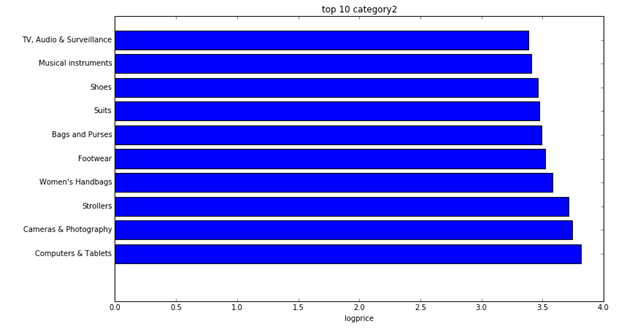 top 10 category2
TV, Audio & Surveillance
Musical instruments
Shoes
Suits
Bags and Purses
Footwear
Women's Handbags
Strollers
Cameras & Photography
Computers & Tablets
0.0 0.5 1.0 1.5 2.0 2.5 3.0 3.5 4.0
logprice